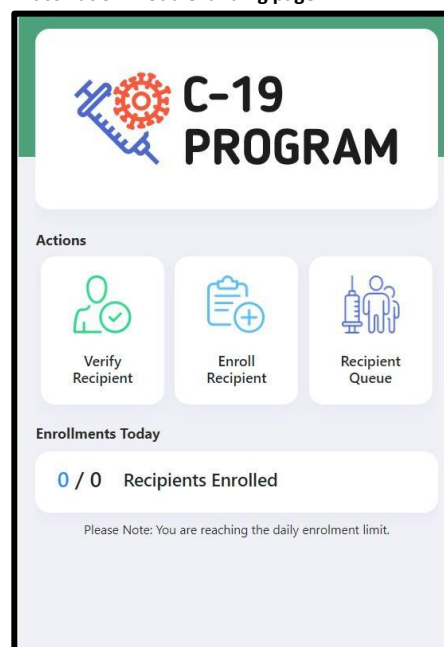 C-19
PROGRAM
Actions
Verify
Recipient
Enroll
Recipient
Recipient
Queue
Enrollments Today
0 / 0 Recipients Enrolled
Please Note: You are reaching the daily enrolment limit.